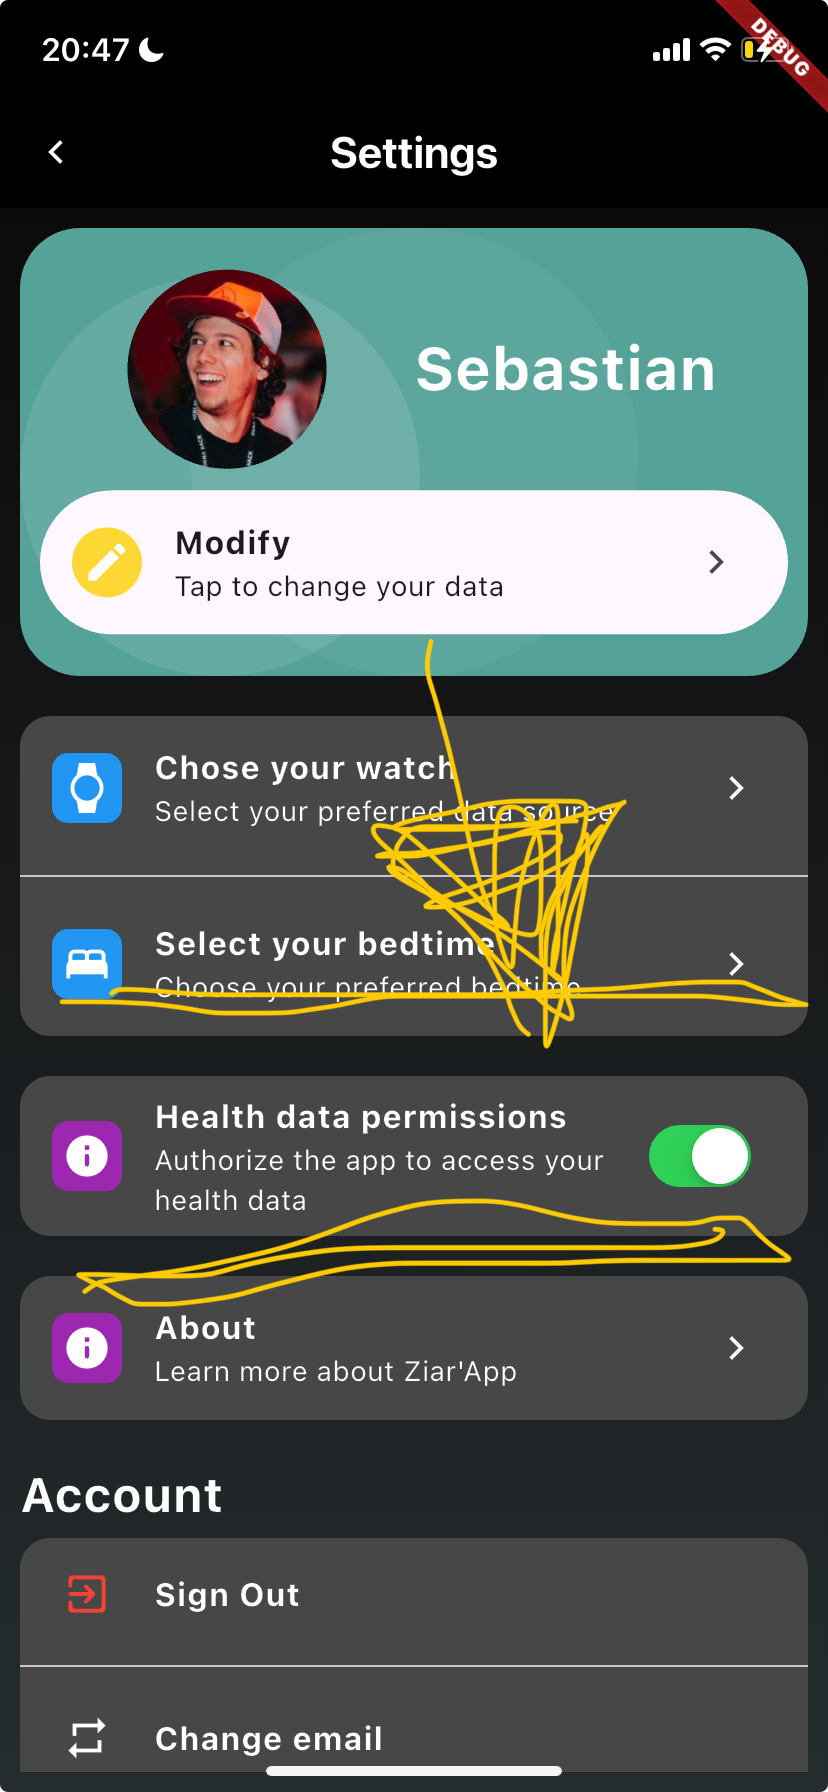 20:47
DEBUG
Settings
Sebastian
Modify
Tap to change your data
Chose your watch
Select your preferred data source
Select your bedtime
Choose your preferred bedtime
Health data permissions
Authorize the app to access your
health data
About
Learn more about Ziar'App
Account
Sign Out
Change email